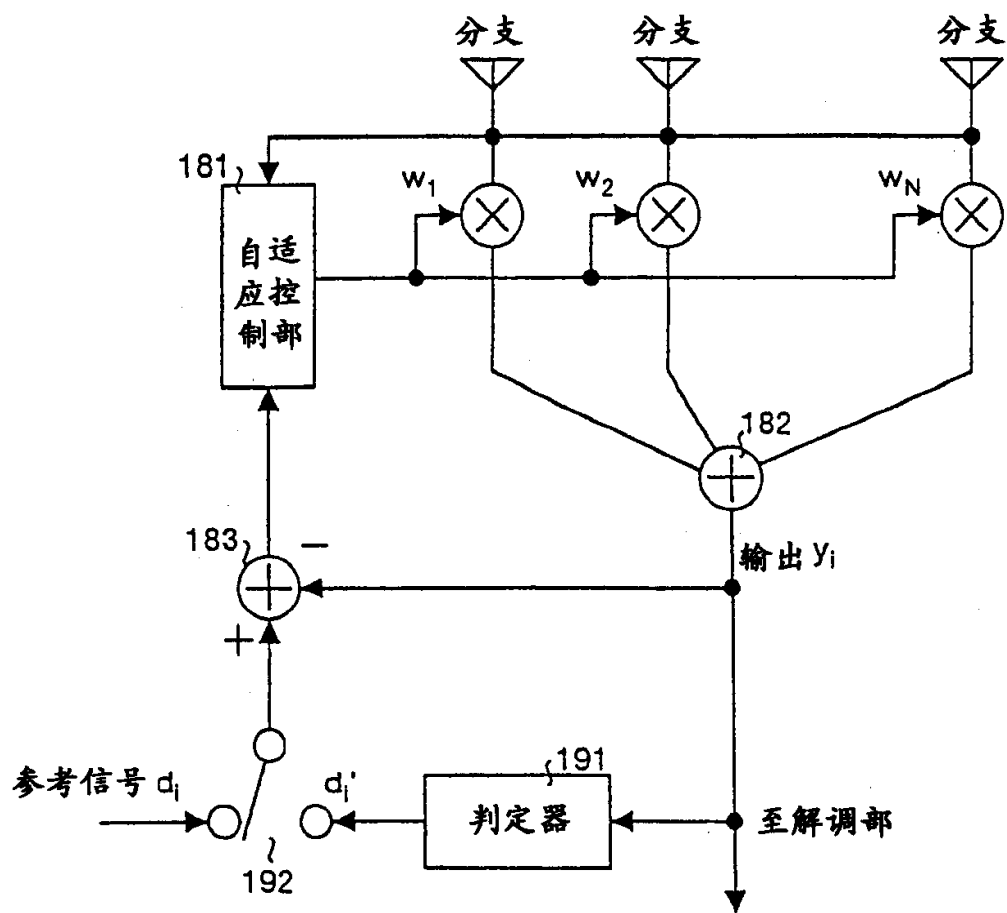 分支 分支 分支
181
w₁ w₂ wN
自适
应控
制部
182
183
−
输出 yᵢ
+
参考信号 dᵢ
dᵢ'
191
判定器
至解调部
192